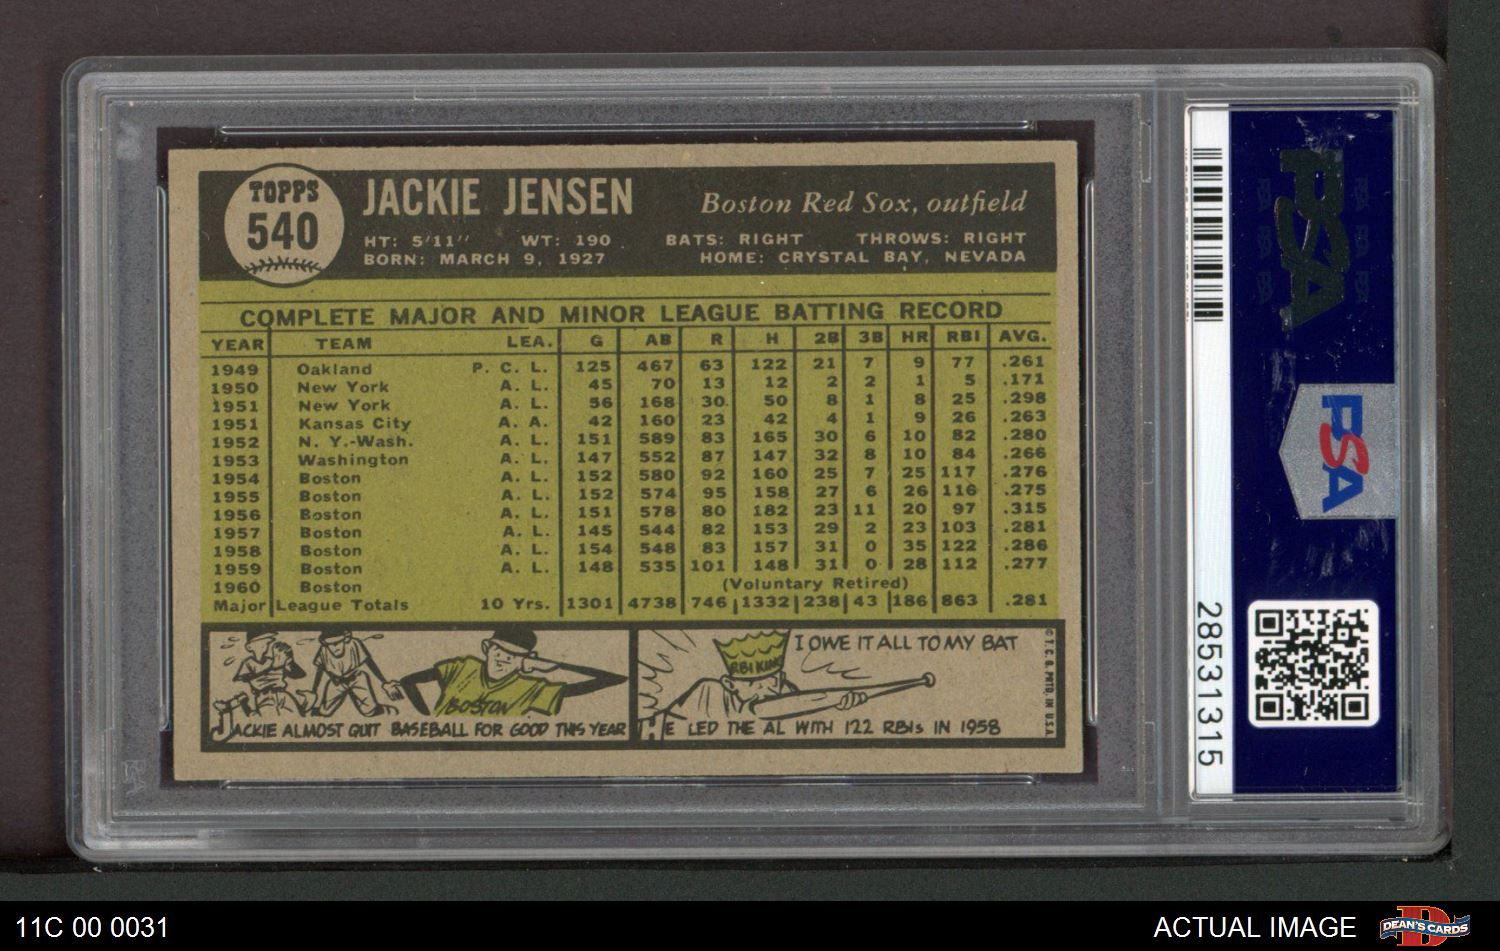 TOPPS
540
JACKIE JENSEN
Boston Red Sox, outfield
HT: 5'11'' WT: 190 BATS: RIGHT THROWS: RIGHT
BORN: MARCH 9, 1927 HOME: CRYSTAL BAY, NEVADA
COMPLETE MAJOR AND MINOR LEAGUE BATTING RECORD
YEAR TEAM LEA. G AB R H 2B 3B HR RBI AVG.
1949 Oakland P. C. L. 125 467 63 122 21 7 9 77 .261
1950 New York A. L. 45 70 13 12 2 2 1 5 .171
1951 New York A. L. 56 168 30 50 8 1 8 25 .298
1951 Kansas City A. A. 42 160 23 42 4 1 9 26 .263
1952 N. Y.-Wash. A. L. 151 589 83 165 30 6 10 82 .280
1953 Washington A. L. 147 552 87 147 32 8 10 84 .266
1954 Boston A. L. 152 580 92 160 25 7 25 117 .276
1955 Boston A. L. 152 574 95 158 27 6 26 116 .275
1956 Boston A. L. 151 578 80 182 23 11 20 97 .315
1957 Boston A. L. 145 544 82 153 29 2 23 103 .281
1958 Boston A. L. 154 548 83 157 31 0 35 122 .286
1959 Boston A. L. 148 535 101 148 31 0 28 112 .277
1960 Boston (Voluntary Retired)
Major League Totals 10 Yrs. 1301 4738 746 1332 238 43 186 863 .281
BOSTON
JACKIE ALMOST QUIT BASEBALL FOR GOOD THIS YEAR
RBI KING
I OWE IT ALL TO MY BAT
HE LED THE AL WITH 122 RBIs IN 1958
© T. C. G. PRTD. IN U.S.A.
PSA
PSA
28531315
11C 00 0031
ACTUAL IMAGE
DEAN'S CARDS